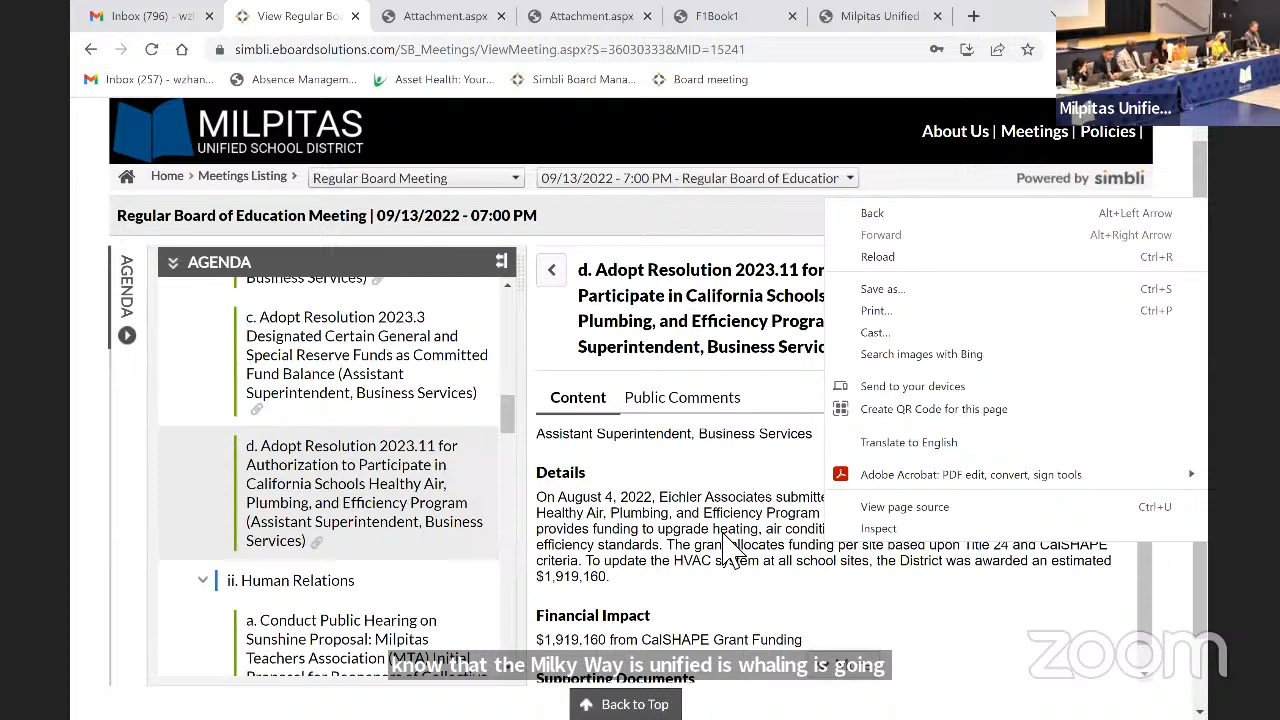 Inbox (796) - wzl
View Regular Boa
Attachment.aspx
Attachment.aspx
F1Book1
Milpitas Unified
simbli.eboardsolutions.com/SB_Meetings/ViewMeeting.aspx?S=36030333&MID=15241
Inbox (257) - wzhan...
Absence Managem...
Asset Health: Your...
Simbli Board Mana...
Board meeting
Milpitas Unifie...
MILPITAS
UNIFIED SCHOOL DISTRICT
About Us | Meetings | Policies |
Home
Meetings Listing
Regular Board Meeting
09/13/2022 - 7:00 PM - Regular Board of Educatior
Powered by simbli
Regular Board of Education Meeting | 09/13/2022 - 07:00 PM
AGENDA
AGENDA
Business Services)
c. Adopt Resolution 2023.3
Designated Certain General and
Special Reserve Funds as Committed
Fund Balance (Assistant
Superintendent, Business Services)
d. Adopt Resolution 2023.11 for
Authorization to Participate in
California Schools Healthy Air,
Plumbing, and Efficiency Program
(Assistant Superintendent, Business
Services)
ii. Human Relations
a. Conduct Public Hearing on
Sunshine Proposal: Milpitas
Teachers Association (MTA) Initial
d. Adopt Resolution 2023.11 for
Participate in California Schools
Plumbing, and Efficiency Progra
Superintendent, Business Servic
Content
Public Comments
Assistant Superintendent, Business Services
Details
On August 4, 2022, Eichler Associates submitte
Healthy Air, Plumbing, and Efficiency Program
provides funding to upgrade heating, air conditi
efficiency standards. The grant allocates funding per site based upon Title 24 and CalSHAPE
criteria. To update the HVAC system at all school sites, the District was awarded an estimated
$1,919,160.
Financial Impact
$1,919,160 from CalSHAPE Grant Funding
Supporting Documents
Back to Top
Back Alt+Left Arrow
Forward Alt+Right Arrow
Reload Ctrl+R
Save as... Ctrl+S
Print... Ctrl+P
Cast...
Search images with Bing
Send to your devices
Create QR Code for this page
Translate to English
Adobe Acrobat: PDF edit, convert, sign tools
View page source Ctrl+U
Inspect
know that the Milky Way is unified is whaling is going
zoom